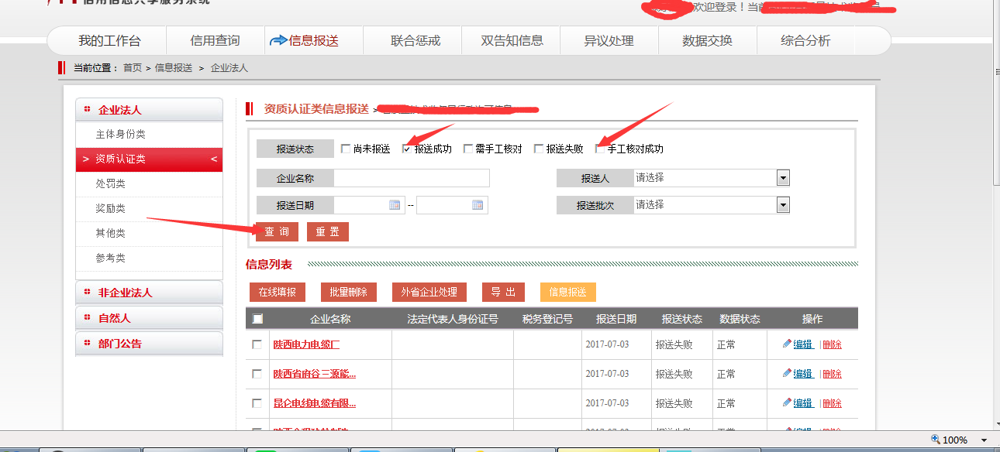 信用信息共享服务系统
欢迎登录！当前
我的工作台 信用查询 信息报送 联合惩戒 双告知信息 异议处理 数据交换 综合分析
当前位置： 首页 > 信息报送 > 企业法人
企业法人
主体身份类
> 资质认证类 <
处罚类
奖励类
其他类
参考类
非企业法人
自然人
部门公告
资质认证类信息报送 >
报送状态 尚未报送 报送成功 需手工核对 报送失败 手工核对成功
企业名称 报送人 请选择
报送日期 -- 报送批次 请选择
查 询 重 置
信息列表
在线填报 批量删除 外省企业处理 导 出 信息报送
企业名称 法定代表人身份证号 税务登记号 报送日期 报送状态 数据状态 操作
陕西电力电缆厂 2017-07-03 报送失败 正常 编辑 | 删除
陕西省府谷三源能... 2017-07-03 报送失败 正常 编辑 | 删除
昆仑电线电缆有限... 2017-07-03 报送失败 正常 编辑 | 删除
100%